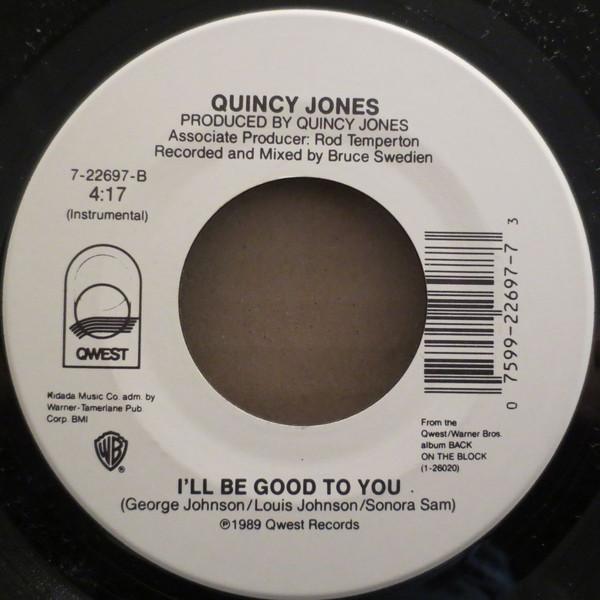 QUINCY JONES
PRODUCED BY QUINCY JONES
Associate Producer: Rod Temperton
Recorded and Mixed by Bruce Swedien
7-22697-B
4:17
(Instrumental)
QWEST
Kidada Music Co. adm. by
Warner-Tamerlane Pub.
Corp. BMI
WB
®
0 7599-22697-7 3
From the
Qwest/Warner Bros.
album BACK
ON THE BLOCK
(1-26020)
I'LL BE GOOD TO YOU
(George Johnson/Louis Johnson/Sonora Sam)
℗1989 Qwest Records